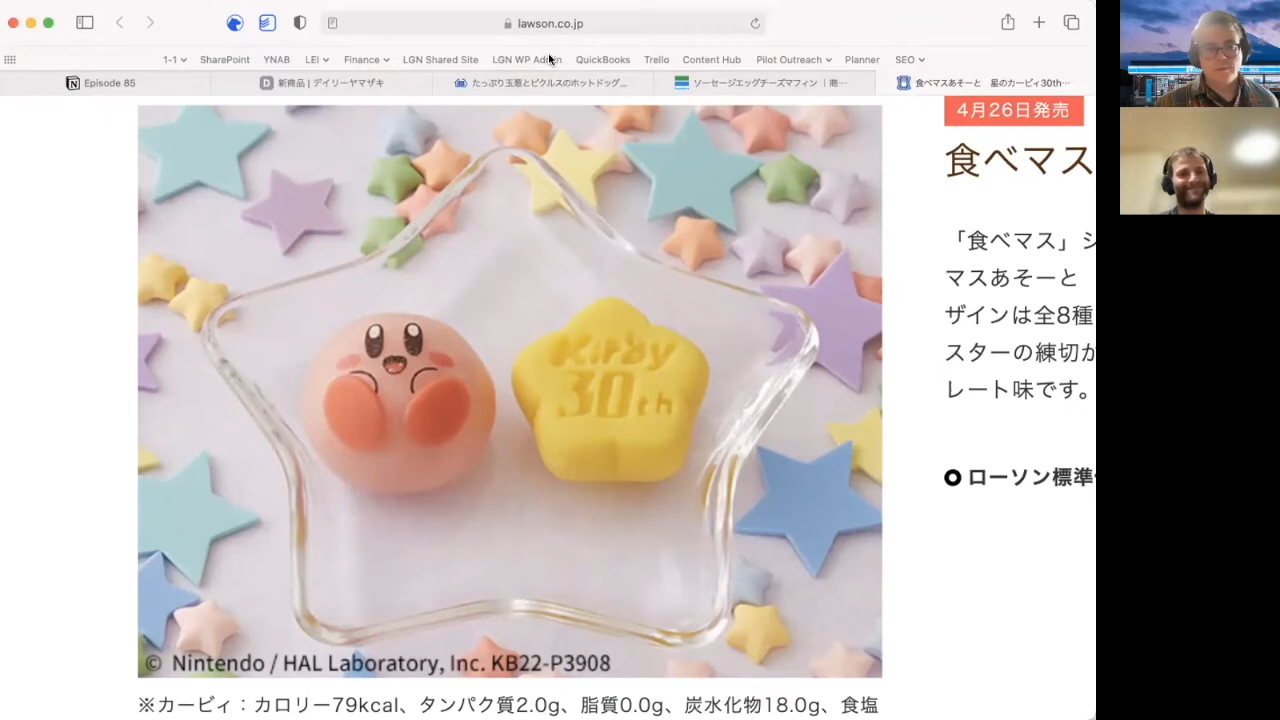 lawson.co.jp
1-1
SharePoint
YNAB
LEI
Finance
LGN Shared Site
LGN WP Admin
QuickBooks
Trello
Content Hub
Pilot Outreach
Planner
SEO
Episode 85
新商品 | デイリーヤマザキ
たっぷり玉葱とピクルスのホットドッグ...
ソーセージエッグチーズマフィン | 商...
食べマスあそーと 星のカービィ30th...
4月26日発売
食べマス
「食べマス」シ
マスあそーと
ザインは全8種
スターの練切か
レート味です。
ローソン標準
Kirby
30th
© Nintendo / HAL Laboratory, Inc. KB22-P3908
※カービィ：カロリー79kcal、タンパク質2.0g、脂質0.0g、炭水化物18.0g、食塩